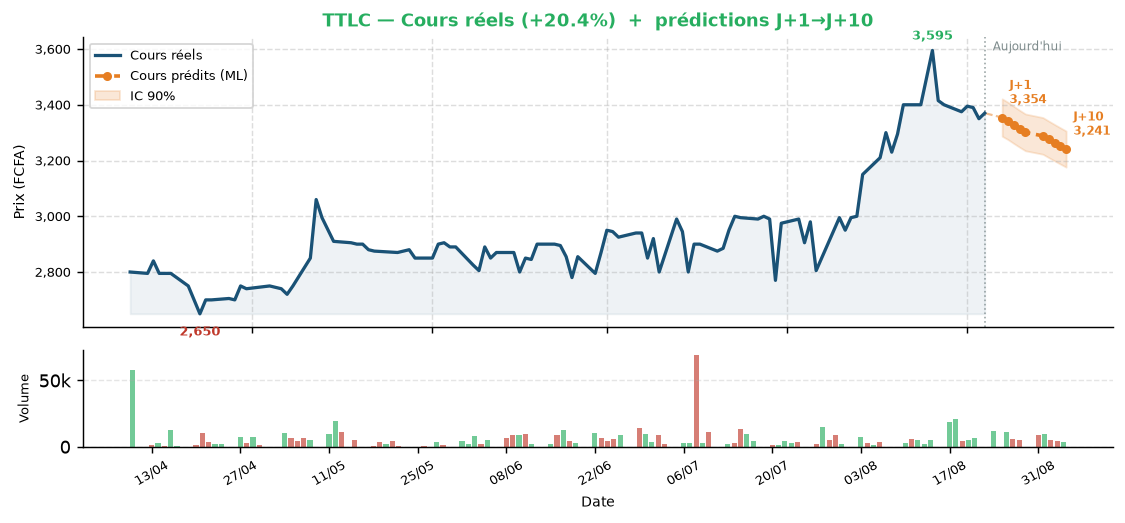 TTLC — Cours réels (+20.4%)  +  prédictions J+1→J+10
3,595
Aujourd'hui
Cours réels
Cours prédits (ML)
IC 90%
J+1
3,354
J+10
3,241
2,650
Prix (FCFA)
3,600
3,400
3,200
3,000
2,800
Volume
50k
0
13/04
27/04
11/05
25/05
08/06
22/06
06/07
20/07
03/08
17/08
31/08
Date